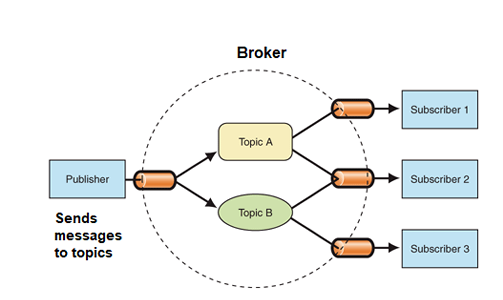 Broker
Subscriber 1
Topic A
Publisher
Subscriber 2
Sends
messages
to topics
Topic B
Subscriber 3